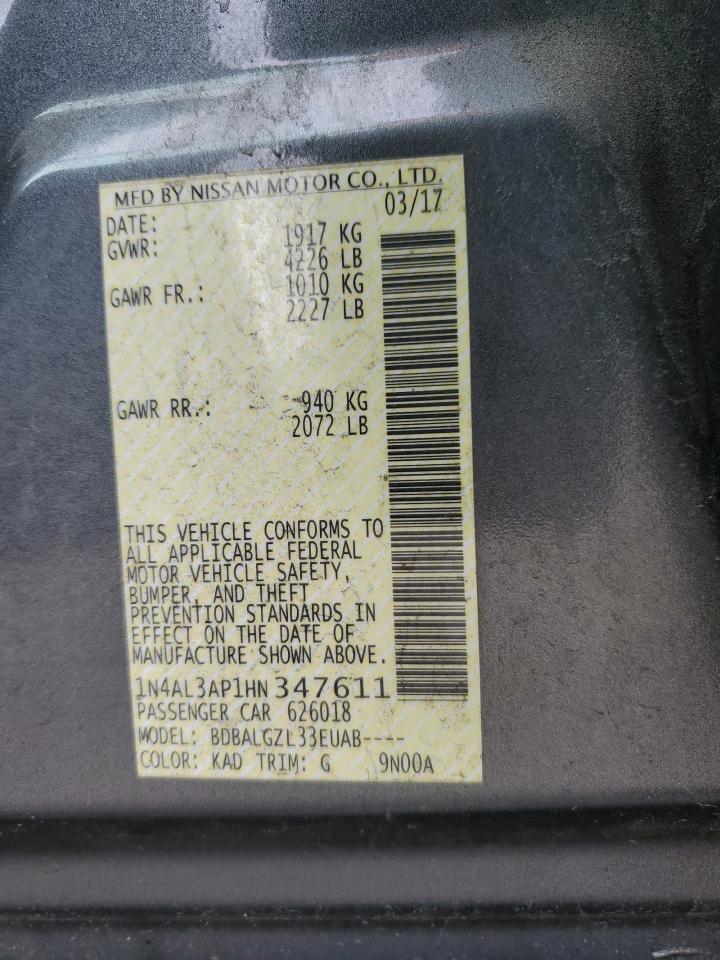 MFD BY NISSAN MOTOR CO., LTD.
DATE: 03/17
GVWR: 1917 KG
4226 LB
GAWR FR.: 1010 KG
2227 LB
GAWR RR.: 940 KG
2072 LB
THIS VEHICLE CONFORMS TO
ALL APPLICABLE FEDERAL
MOTOR VEHICLE SAFETY,
BUMPER, AND THEFT
PREVENTION STANDARDS IN
EFFECT ON THE DATE OF
MANUFACTURE SHOWN ABOVE.
1N4AL3AP1HN347611
PASSENGER CAR 626018
MODEL: BDBALGZL33EUAB----
COLOR: KAD TRIM: G 9N00A